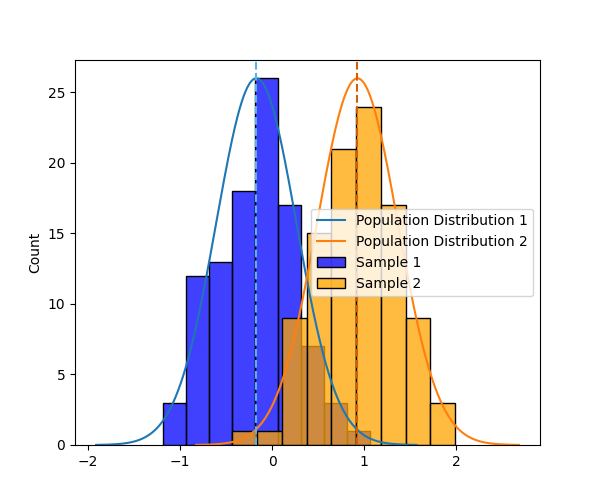 25
20
15
10
5
0
Count
−2
−1
0
1
2
Population Distribution 1
Population Distribution 2
Sample 1
Sample 2